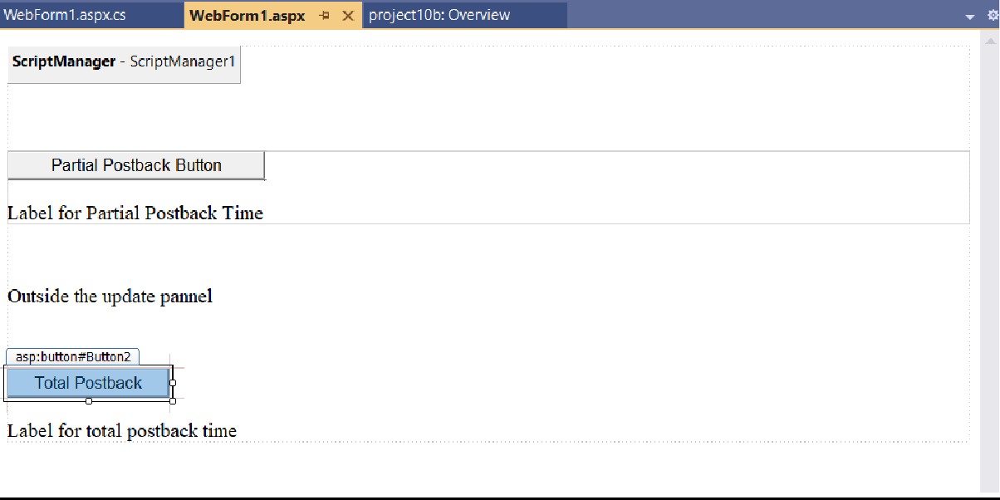 WebForm1.aspx.cs WebForm1.aspx project10b: Overview
ScriptManager - ScriptManager1
Partial Postback Button
Label for Partial Postback Time
Outside the update pannel
asp:button#Button2
Total Postback
Label for total postback time